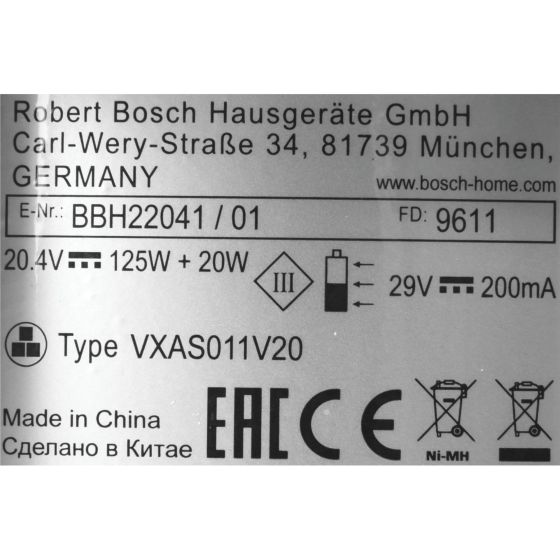 Robert Bosch Hausgeräte GmbH
Carl-Wery-Straße 34, 81739 München,
GERMANY
www.bosch-home.com
E-Nr.: BBH22041 / 01 FD: 9611
20.4V 125W + 20W III 29V 200mA
Type VXAS011V20
Made in China
Сделано в Китае
EAC CE
Ni-MH